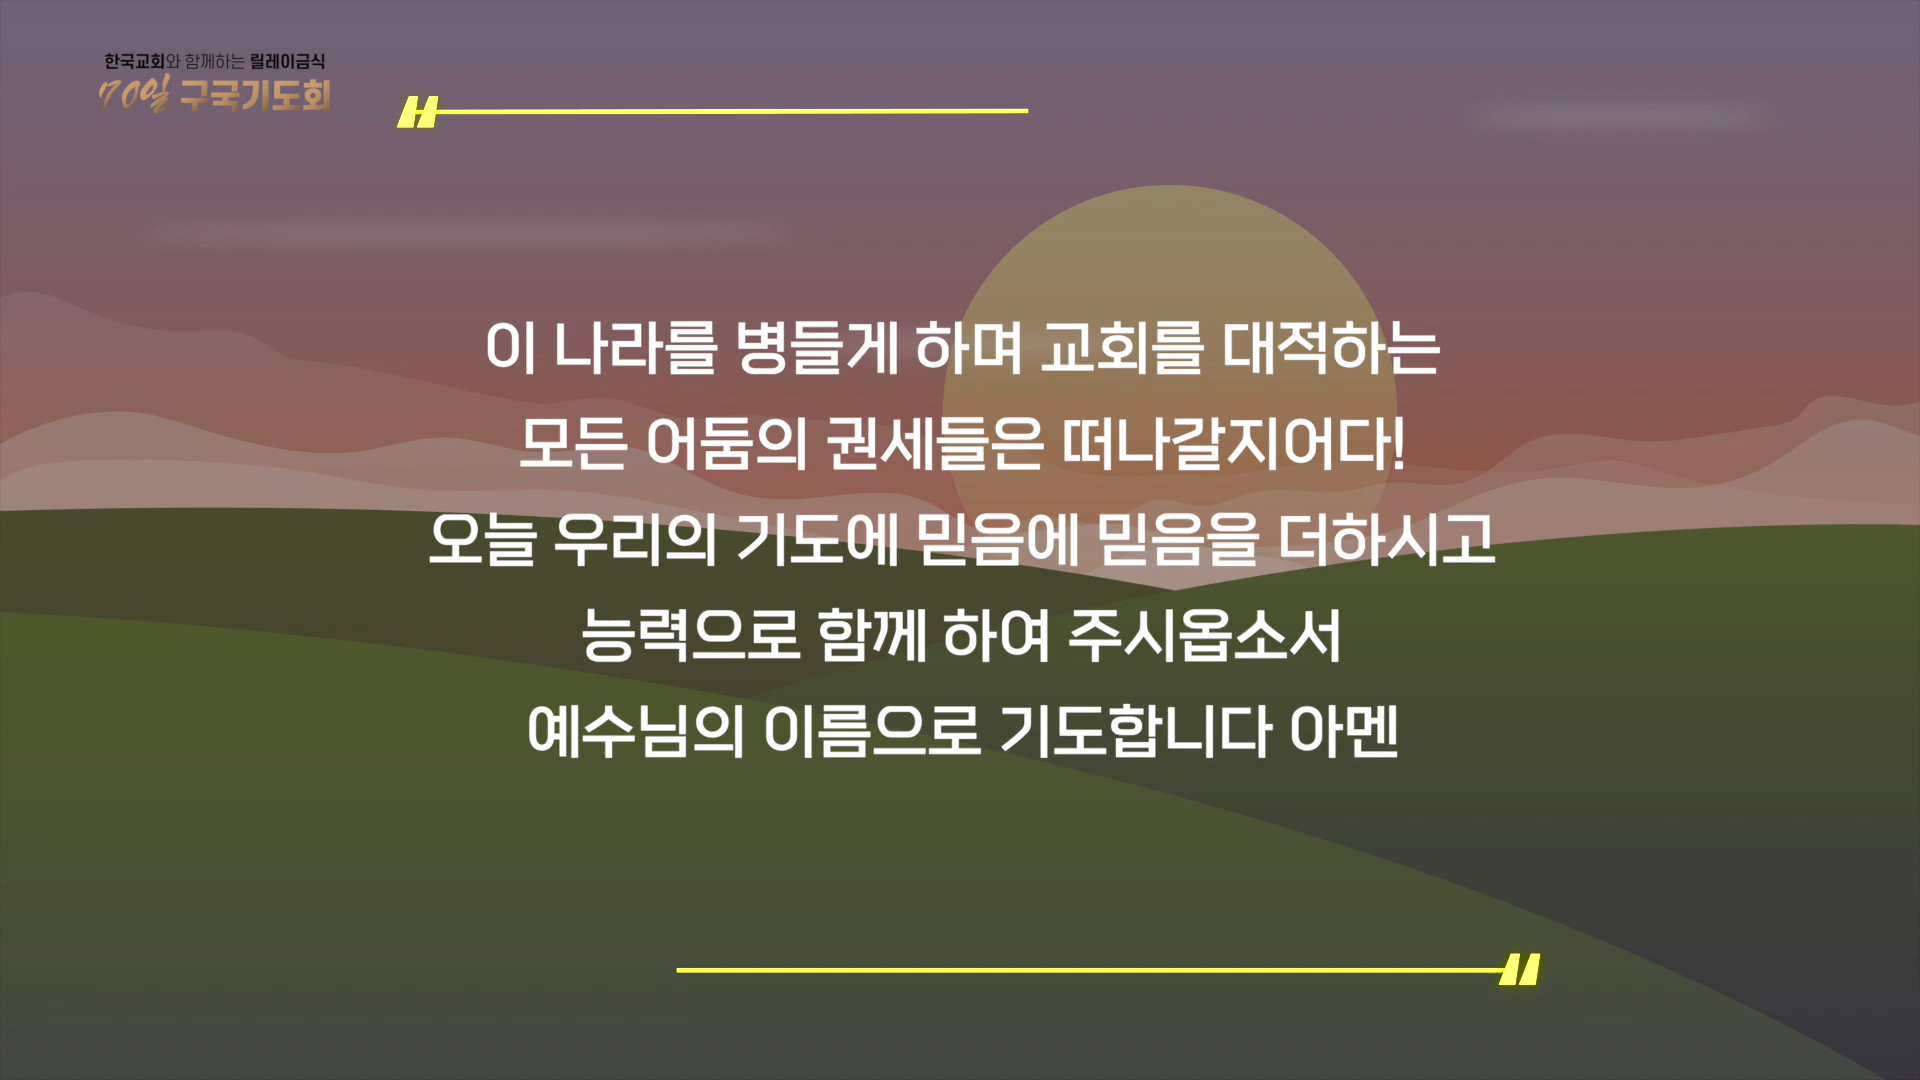 한국교회와 함께하는 릴레이금식
70일 구국기도회
이 나라를 병들게 하며 교회를 대적하는
모든 어둠의 권세들은 떠나갈지어다!
오늘 우리의 기도에 믿음에 믿음을 더하시고
능력으로 함께 하여 주시옵소서
예수님의 이름으로 기도합니다 아멘